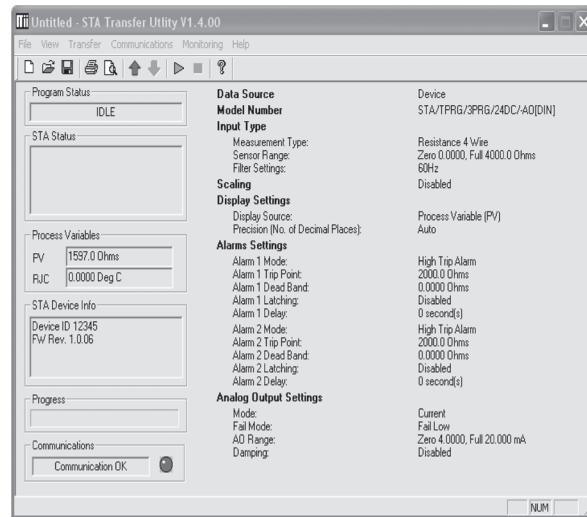 Untitled - STA Transfer Utlity V1.4.00
File View Transfer Communications Monitoring Help
Program Status
IDLE
STA Status
Process Variables
PV 1597.0 Ohms
RJC 0.0000 Deg C
STA Device Info
Device ID 12345
FW Rev. 1.0.06
Progress
Communications
Communication OK
Data Source Device
Model Number STA/TPRG/3PRG/24DC/-AO[DIN]
Input Type
Measurement Type: Resistance 4 Wire
Sensor Range: Zero 0.0000, Full 4000.0 Ohms
Filter Settings: 60Hz
Scaling Disabled
Display Settings
Display Source: Process Variable (PV)
Precision (No. of Decimal Places): Auto
Alarms Settings
Alarm 1 Mode: High Trip Alarm
Alarm 1 Trip Point: 2000.0 Ohms
Alarm 1 Dead Band: 0.0000 Ohms
Alarm 1 Latching: Disabled
Alarm 1 Delay: 0 second(s)
Alarm 2 Mode: High Trip Alarm
Alarm 2 Trip Point: 2000.0 Ohms
Alarm 2 Dead Band: 0.0000 Ohms
Alarm 2 Latching: Disabled
Alarm 2 Delay: 0 second(s)
Analog Output Settings
Mode: Current
Fail Mode: Fail Low
AO Range: Zero 4.0000, Full 20.000 mA
Damping: Disabled
NUM